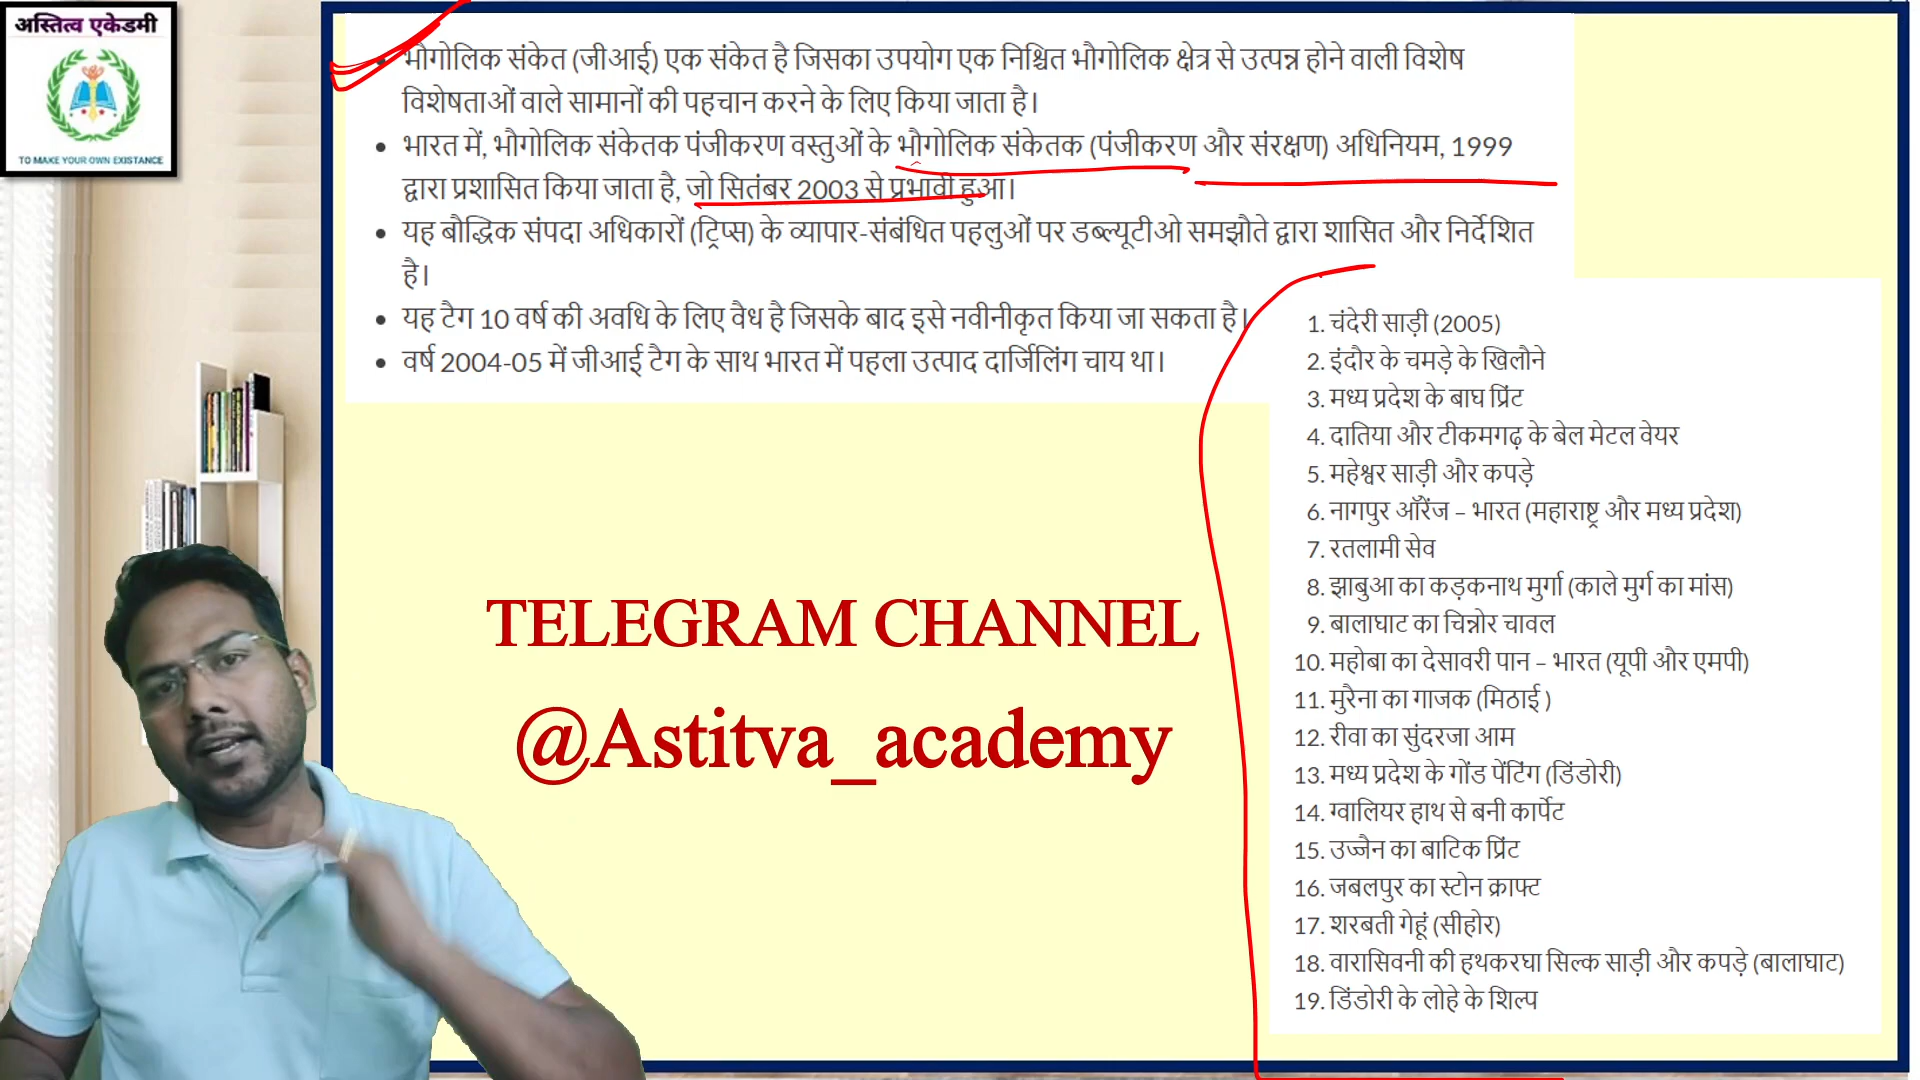 अस्तित्व एकेडमी
TO MAKE YOUR OWN EXISTANCE
भौगोलिक संकेत (जीआई) एक संकेत है जिसका उपयोग एक निश्चित भौगोलिक क्षेत्र से उत्पन्न होने वाली विशेष
विशेषताओं वाले सामानों की पहचान करने के लिए किया जाता है।
भारत में, भौगोलिक संकेतक पंजीकरण वस्तुओं के भौगोलिक संकेतक (पंजीकरण और संरक्षण) अधिनियम, 1999
द्वारा प्रशासित किया जाता है, जो सितंबर 2003 से प्रभावी हुआ।
यह बौद्धिक संपदा अधिकारों (ट्रिप्स) के व्यापार-संबंधित पहलुओं पर डब्ल्यूटीओ समझौते द्वारा शासित और निर्देशित
है।
यह टैग 10 वर्ष की अवधि के लिए वैध है जिसके बाद इसे नवीनीकृत किया जा सकता है।
वर्ष 2004-05 में जीआई टैग के साथ भारत में पहला उत्पाद दार्जिलिंग चाय था।
TELEGRAM CHANNEL
@Astitva_academy
1. चंदेरी साड़ी (2005)
2. इंदौर के चमड़े के खिलौने
3. मध्य प्रदेश के बाघ प्रिंट
4. दातिया और टीकमगढ़ के बेल मेटल वेयर
5. महेश्वर साड़ी और कपड़े
6. नागपुर ऑरेंज – भारत (महाराष्ट्र और मध्य प्रदेश)
7. रतलामी सेव
8. झाबुआ का कड़कनाथ मुर्गा (काले मुर्ग का मांस)
9. बालाघाट का चिन्नोर चावल
10. महोबा का देसावरी पान – भारत (यूपी और एमपी)
11. मुरैना का गाजक (मिठाई )
12. रीवा का सुंदरजा आम
13. मध्य प्रदेश के गोंड पेंटिंग (डिंडोरी)
14. ग्वालियर हाथ से बनी कार्पेट
15. उज्जैन का बाटिक प्रिंट
16. जबलपुर का स्टोन क्राफ्ट
17. शरबती गेहूं (सीहोर)
18. वारासिवनी की हथकरघा सिल्क साड़ी और कपड़े (बालाघाट)
19. डिंडोरी के लोहे के शिल्प